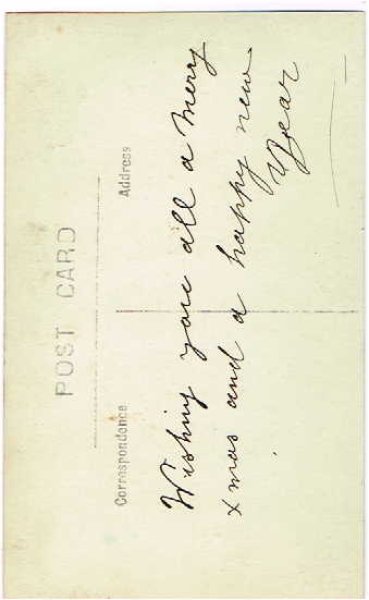 POST CARD
Correspondence
Address
Wishing you all a merry
xmas and a happy new
Year